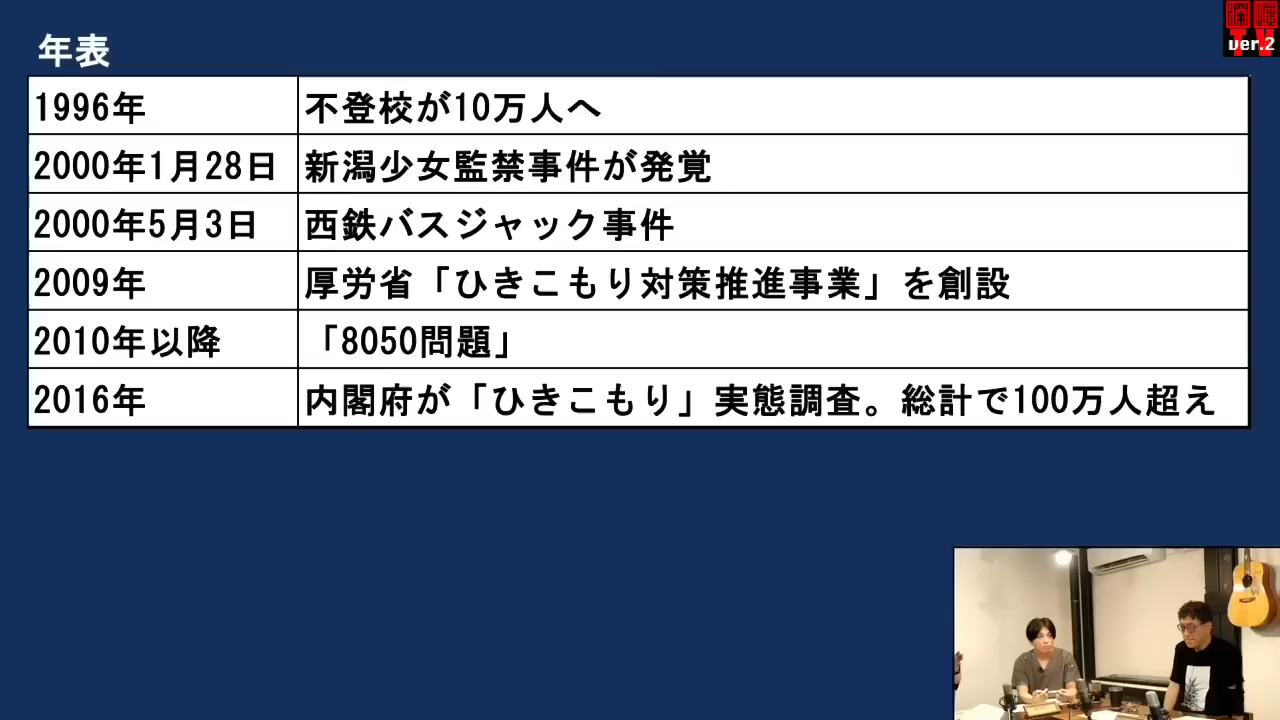 年表
1996年 不登校が10万人へ
2000年1月28日 新潟少女監禁事件が発覚
2000年5月3日 西鉄バスジャック事件
2009年 厚労省「ひきこもり対策推進事業」を創設
2010年以降 「8050問題」
2016年 内閣府が「ひきこもり」実態調査。総計で100万人超え
TV
ver.2